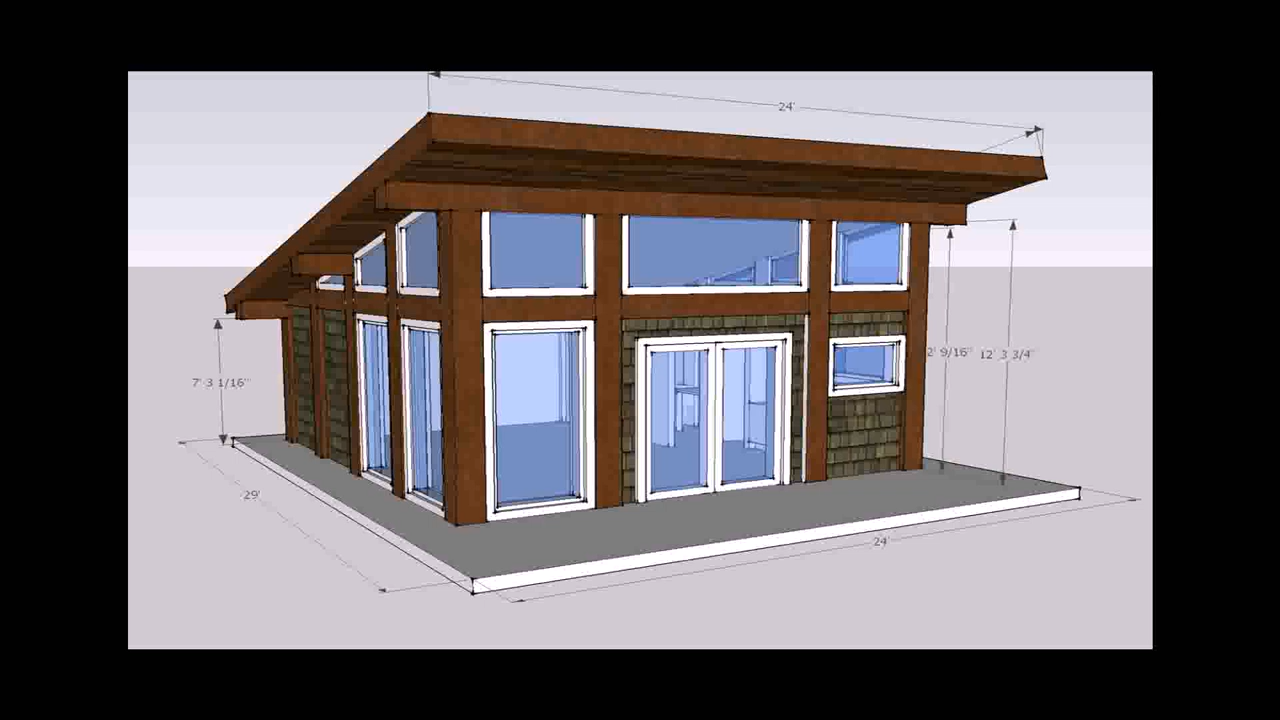 24'
2' 9/16"
12' 3 3/4"
7' 3 1/16"
29'
24'